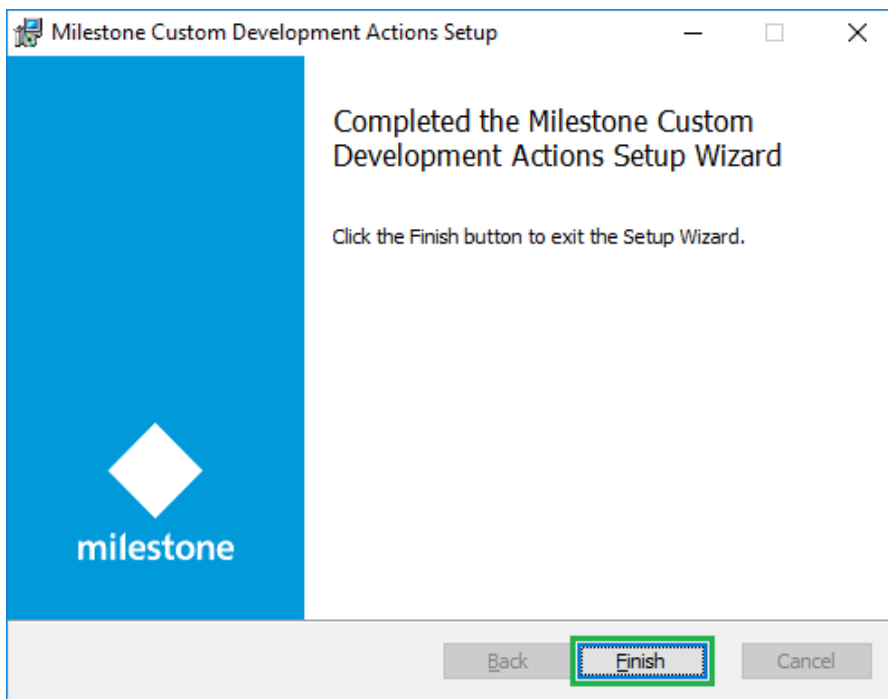 Milestone Custom Development Actions Setup
Completed the Milestone Custom
Development Actions Setup Wizard
Click the Finish button to exit the Setup Wizard.
milestone
Back Finish Cancel